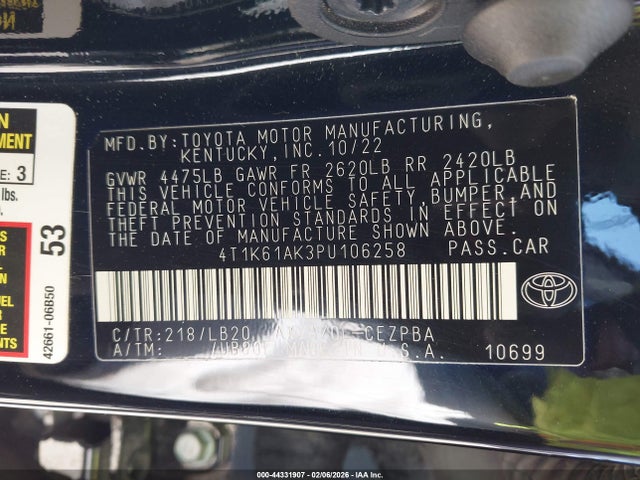 MFD. BY: TOYOTA MOTOR MANUFACTURING,
KENTUCKY, INC. 10/22
GVWR 4475LB GAWR FR 2620LB RR 2420LB
THIS VEHICLE CONFORMS TO ALL APPLICABLE
FEDERAL MOTOR VEHICLE SAFETY, BUMPER, AND
THEFT PREVENTION STANDARDS IN EFFECT ON
THE DATE OF MANUFACTURE SHOWN ABOVE.
4T1K61AK3PU106258 PASS.CAR
C/TR: 218/LB20
CEZPBA
A/TM:
U.S.A. 10699
EMENT
E: 3
lbs.
53
42661-06B50
000-44331907 - 02/06/2026 - IAA Inc.